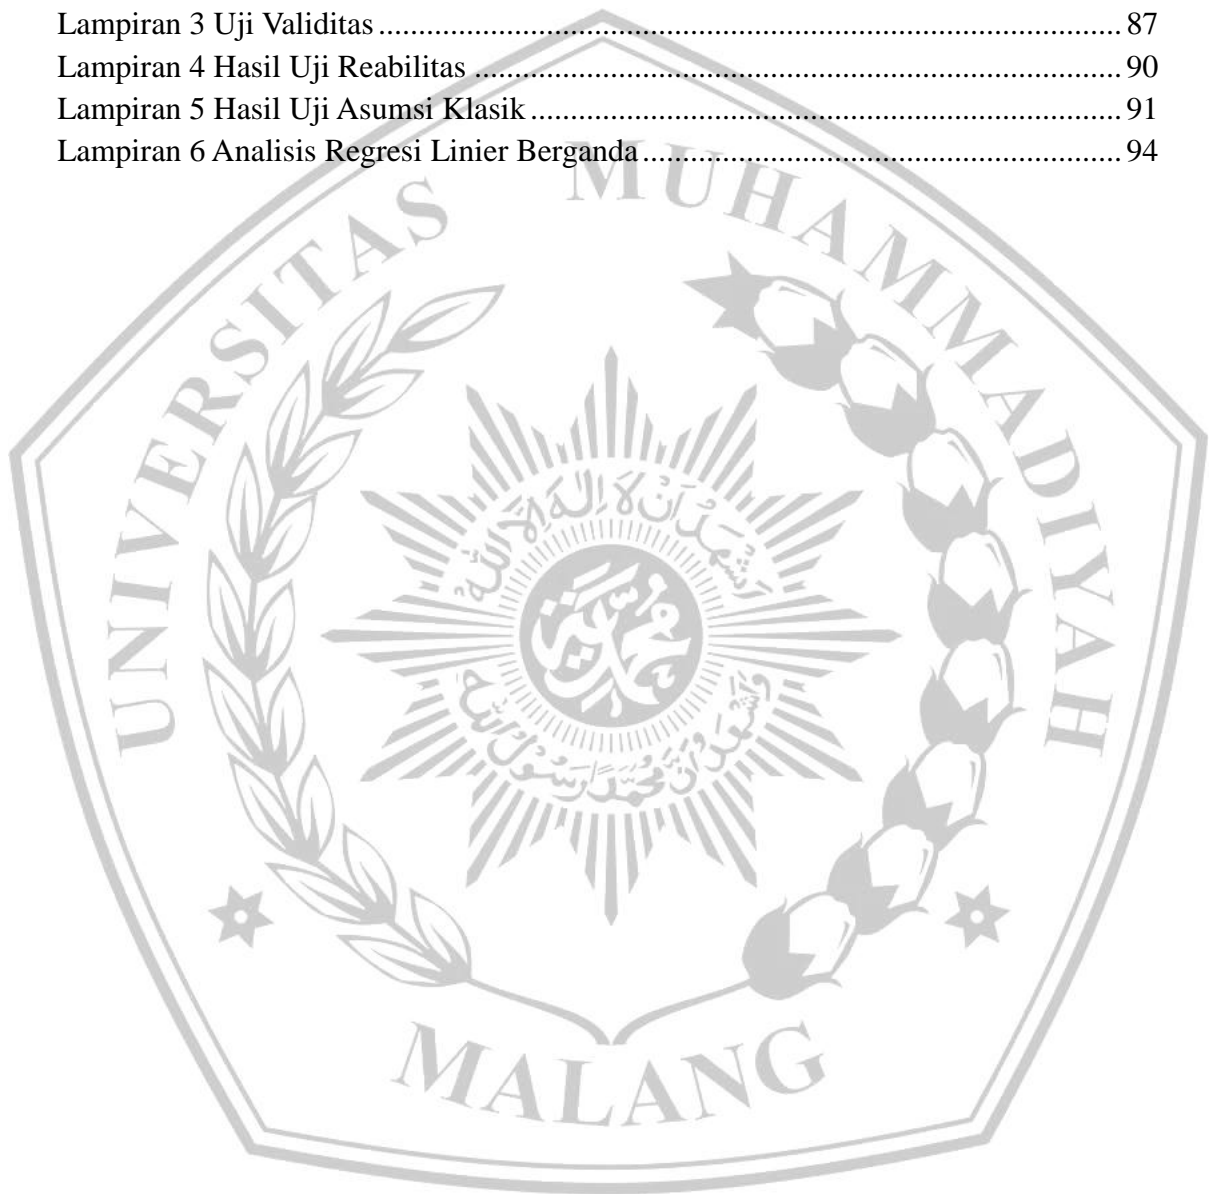 Lampiran 3 Uji Validitas ........................................................................................... 87
Lampiran 4 Hasil Uji Reabilitas ............................................................................... 90
Lampiran 5 Hasil Uji Asumsi Klasik ........................................................................ 91
Lampiran 6 Analisis Regresi Linier Berganda .......................................................... 94
UNIVERSITAS MUHAMMADIYAH
MALANG